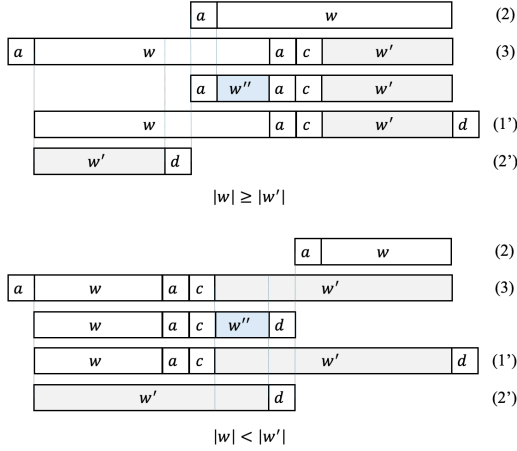 a w (2)
a w a c w′ (3)
a w′′ a c w′
w a c w′ d (1’)
w′ d (2’)
|w| ≥ |w′|
a w (2)
a w a c w′ (3)
w a c w′′ d
w a c w′ d (1’)
w′ d (2’)
|w| < |w′|